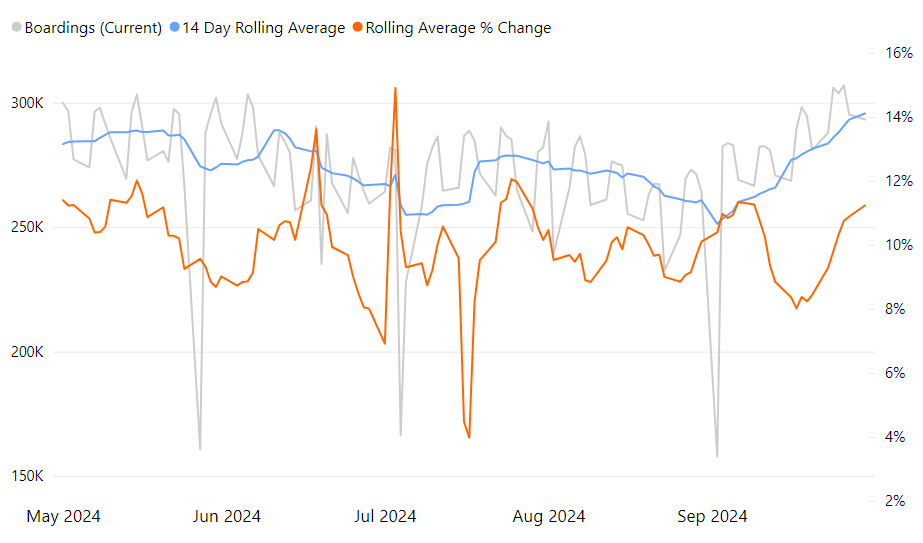 Boardings (Current) 14 Day Rolling Average Rolling Average % Change
16%
300K
14%
12%
250K
10%
8%
200K
6%
4%
150K
2%
May 2024 Jun 2024 Jul 2024 Aug 2024 Sep 2024